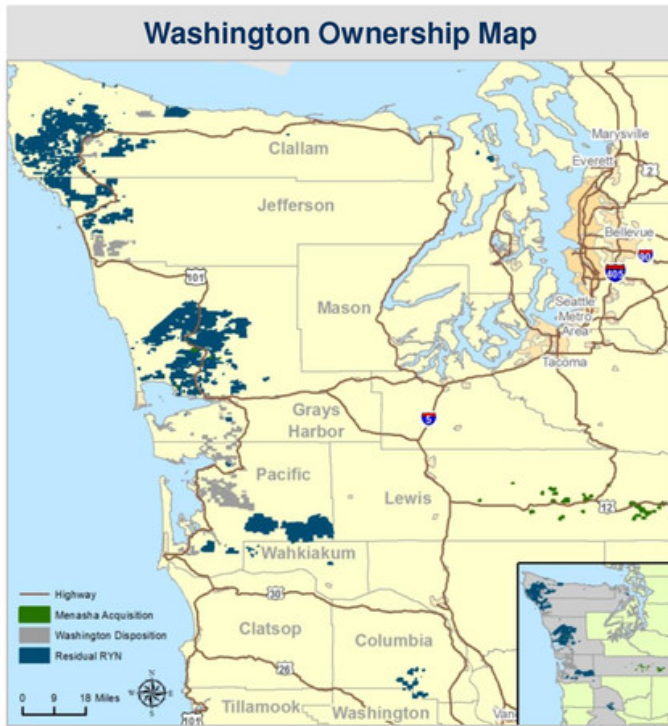 Washington Ownership Map
Marysville
Everett
2
Clallam
Jefferson
Bellevue
90
405
101
Mason
Seattle
Metro
Area
Tacoma
Grays
Harbor
5
Pacific
Lewis
12
Wahkiakum
Highway
Menasha Acquisition
Washington Disposition
Residual RYN
30
Clatsop
Columbia
26
N
W
E
S
0 9 18 Miles
101
Tillamook
Washington